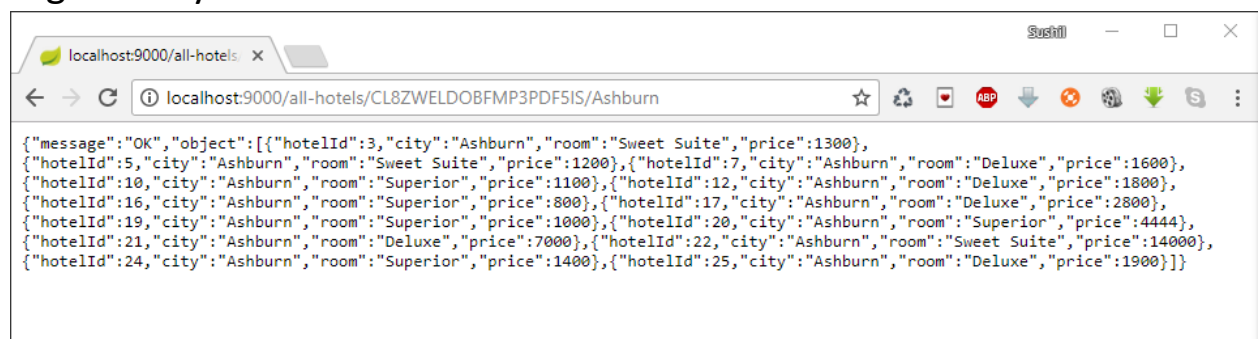 Sushil
localhost:9000/all-hotels/
localhost:9000/all-hotels/CL8ZWELDOBFMP3PDF5IS/Ashburn
ABP
{"message":"OK","object":[{"hotelId":3,"city":"Ashburn","room":"Sweet Suite","price":1300},
{"hotelId":5,"city":"Ashburn","room":"Sweet Suite","price":1200},{"hotelId":7,"city":"Ashburn","room":"Deluxe","price":1600},
{"hotelId":10,"city":"Ashburn","room":"Superior","price":1100},{"hotelId":12,"city":"Ashburn","room":"Deluxe","price":1800},
{"hotelId":16,"city":"Ashburn","room":"Superior","price":800},{"hotelId":17,"city":"Ashburn","room":"Deluxe","price":2800},
{"hotelId":19,"city":"Ashburn","room":"Superior","price":1000},{"hotelId":20,"city":"Ashburn","room":"Superior","price":4444},
{"hotelId":21,"city":"Ashburn","room":"Deluxe","price":7000},{"hotelId":22,"city":"Ashburn","room":"Sweet Suite","price":14000},
{"hotelId":24,"city":"Ashburn","room":"Superior","price":1400},{"hotelId":25,"city":"Ashburn","room":"Deluxe","price":1900}]}